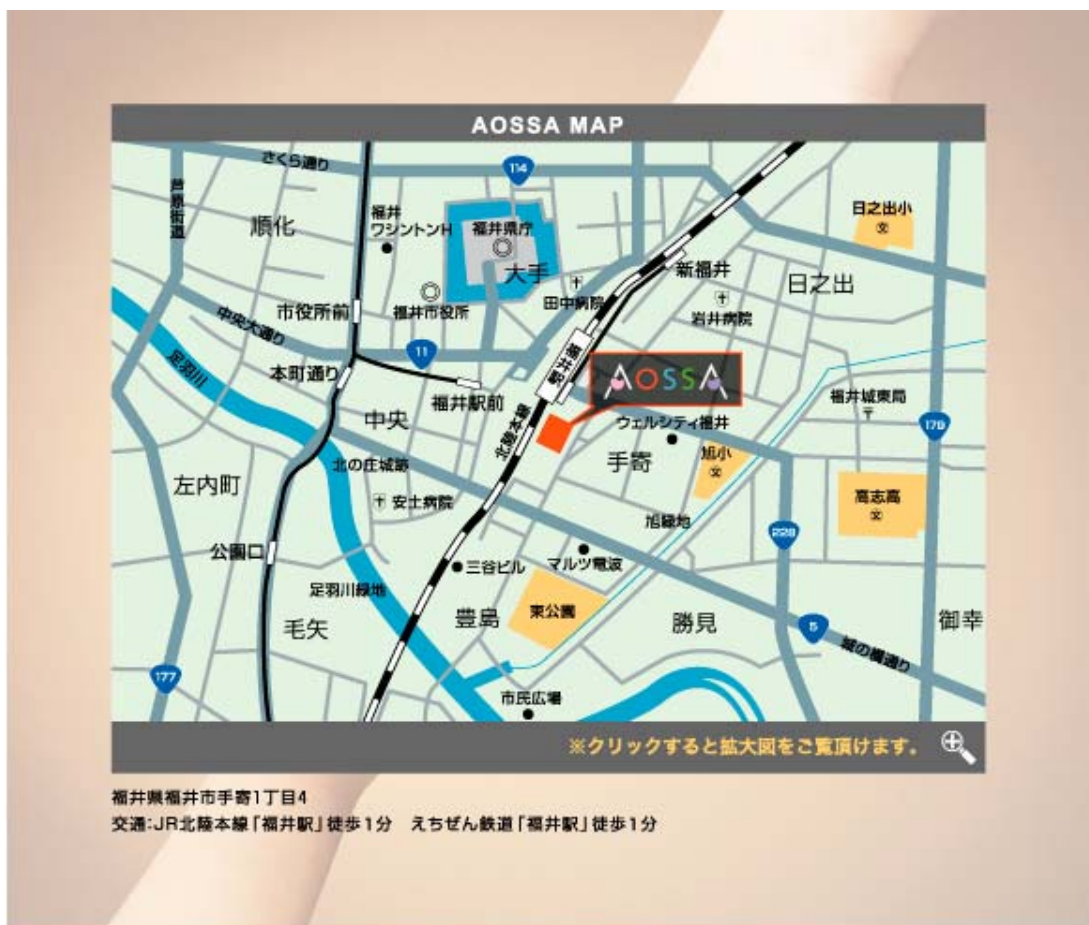 AOSSA MAP
さくら通り
114
芦原街道
順化
福井
ワシントンH
福井県庁
大手
日之出小
文
新福井
日之出
田中病院
岩井病院
市役所前
福井市役所
中央大通り
11
足羽川
本町通り
福井駅前
福井駅
AOSSA
北陸本線
中央
ウェルシティ福井
福井城東局
〒
179
手寄
旭小
文
北の庄城跡
左内町
安土病院
高志高
文
旭緑地
228
公園口
三谷ビル
マルツ電波
足羽川緑地
東公園
毛矢
豊島
勝見
5
御幸
城の橋通り
177
市民広場
※クリックすると拡大図をご覧頂けます。
福井県福井市手寄1丁目4
交通:JR北陸本線「福井駅」徒歩1分 えちぜん鉄道「福井駅」徒歩1分